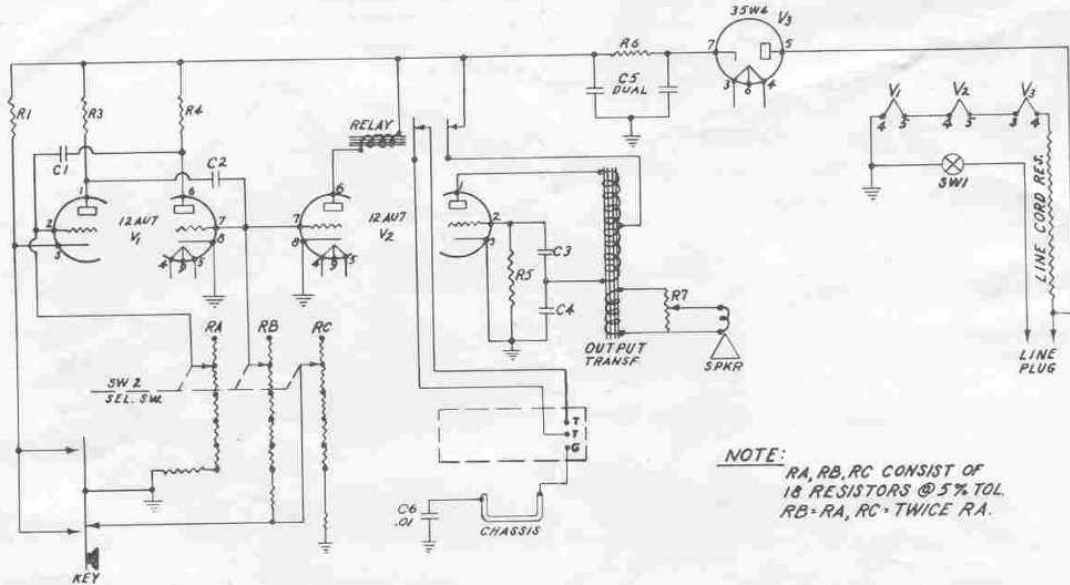 35W4
V3
7
5
3
6
4
R6
C5
DUAL
R1
R3
R4
C1
C2
RELAY
1
6
6
1
2
3
12AU7
V1
7
8
4
9
5
7
8
12AU7
V2
4
9
5
2
3
R5
C3
C4
R7
OUTPUT
TRANSF.
SPKR
V1
V2
V3
4
5
4
5
3
4
SW1
LINE CORD RES.
LINE
PLUG
RA
RB
RC
SW 2
SEL. SW.
T
T
G
C6
.01
CHASSIS
KEY
NOTE:
RA, RB, RC CONSIST OF
18 RESISTORS @ 5% TOL.
RB=RA, RC=TWICE RA.